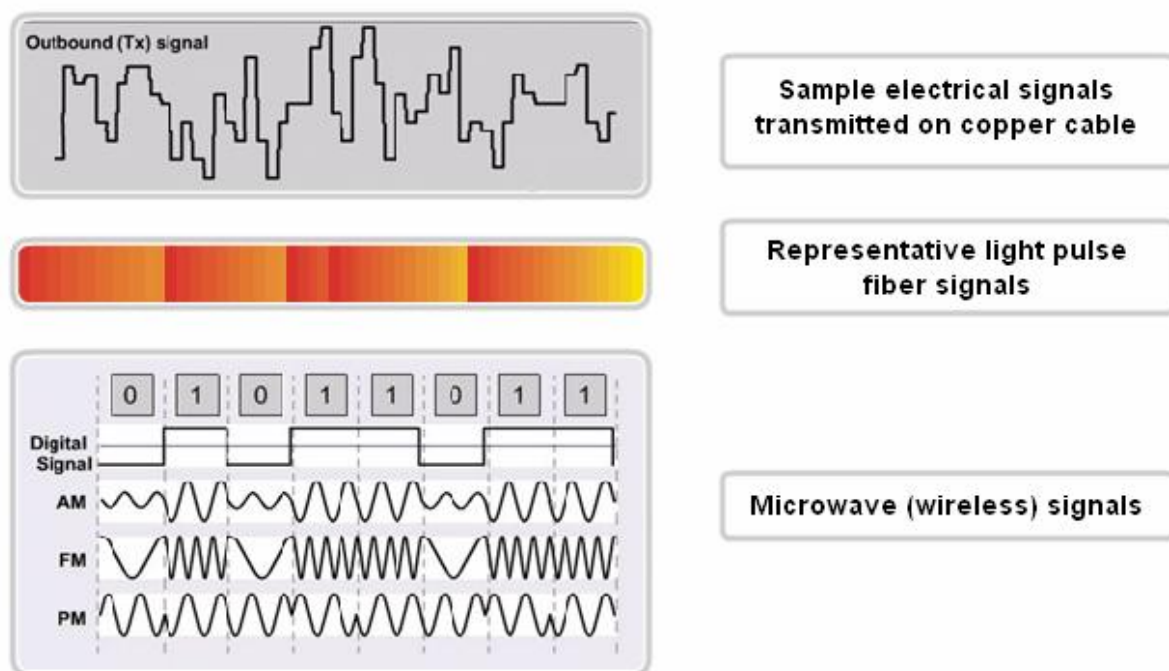 Outbound (Tx) signal
Sample electrical signals
transmitted on copper cable
Representative light pulse
fiber signals
0 1 0 1 1 0 1 1
Digital
Signal
AM
FM
PM
Microwave (wireless) signals